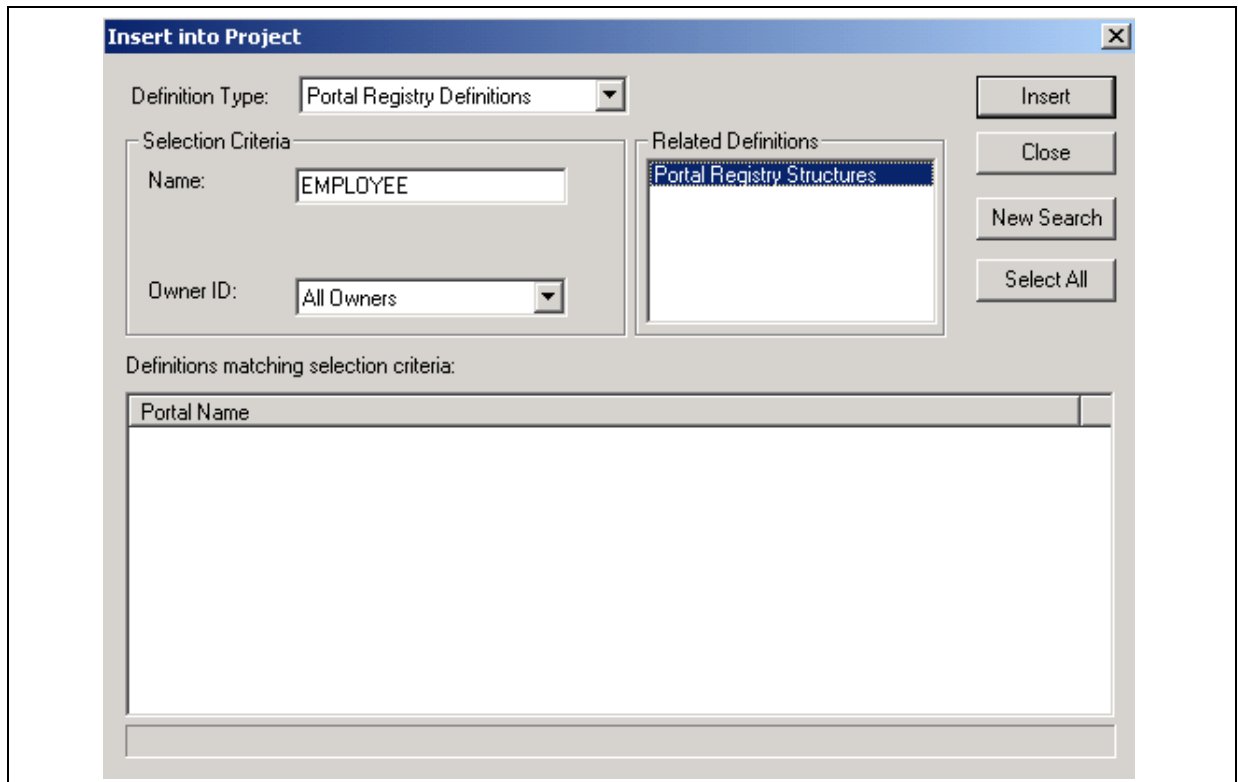 Insert into Project
Definition Type: Portal Registry Definitions
Insert
Selection Criteria
Name: EMPLOYEE
Owner ID: All Owners
Related Definitions
Portal Registry Structures
Close
New Search
Select All
Definitions matching selection criteria:
Portal Name